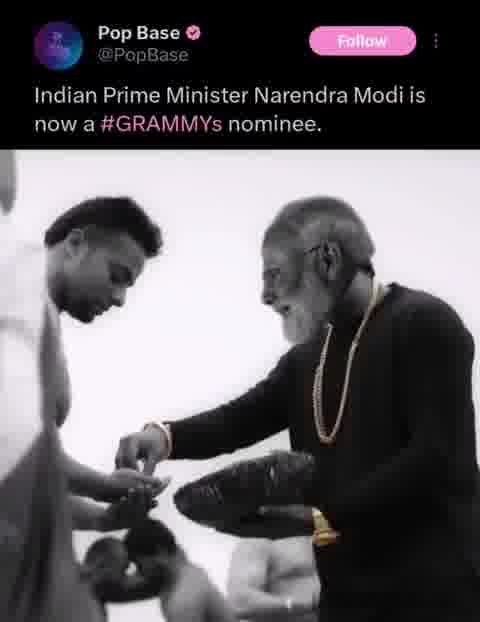 Pop Base
Follow
@PopBase
Indian Prime Minister Narendra Modi is
now a #GRAMMYs nominee.